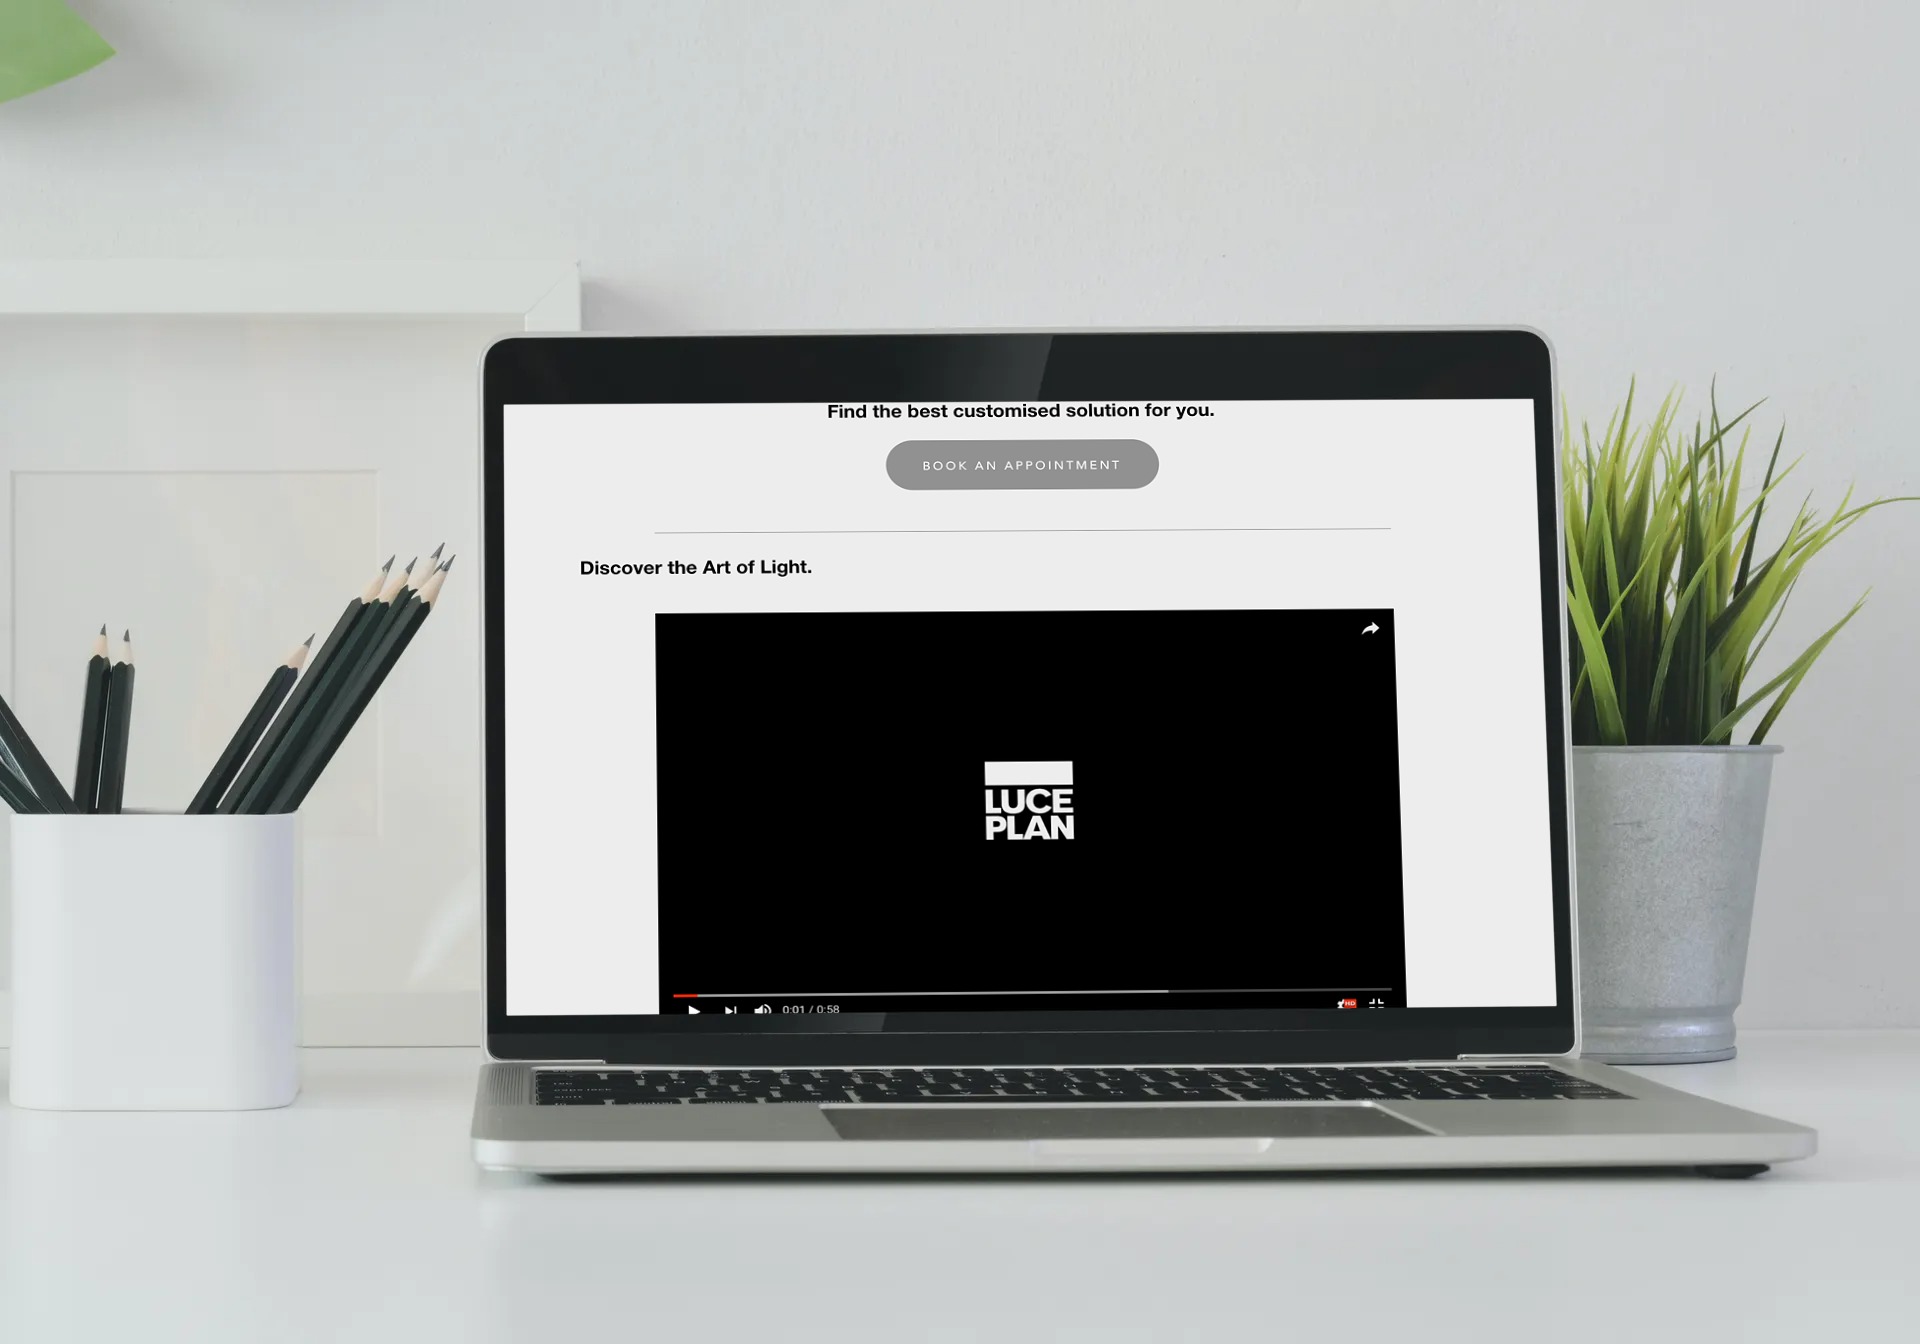 Find the best customised solution for you.
BOOK AN APPOINTMENT
Discover the Art of Light.
LUCE
PLAN
0:01 / 0:58
HD